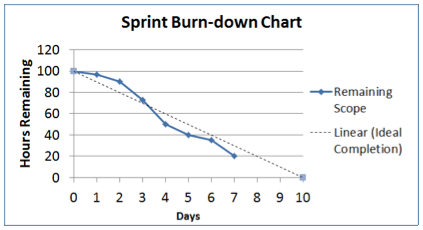 Sprint Burn-down Chart
Hours Remaining
120
100
80
60
40
20
0
0 1 2 3 4 5 6 7 8 9 10
Days
Remaining
Scope
Linear (Ideal
Completion)